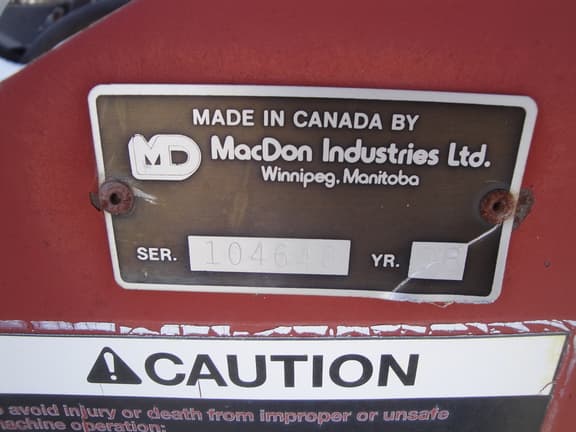 MADE IN CANADA BY
MD MacDon Industries Ltd.
Winnipeg, Manitoba
SER. YR.
CAUTION
avoid injury or death from improper or unsafe
machine operation: